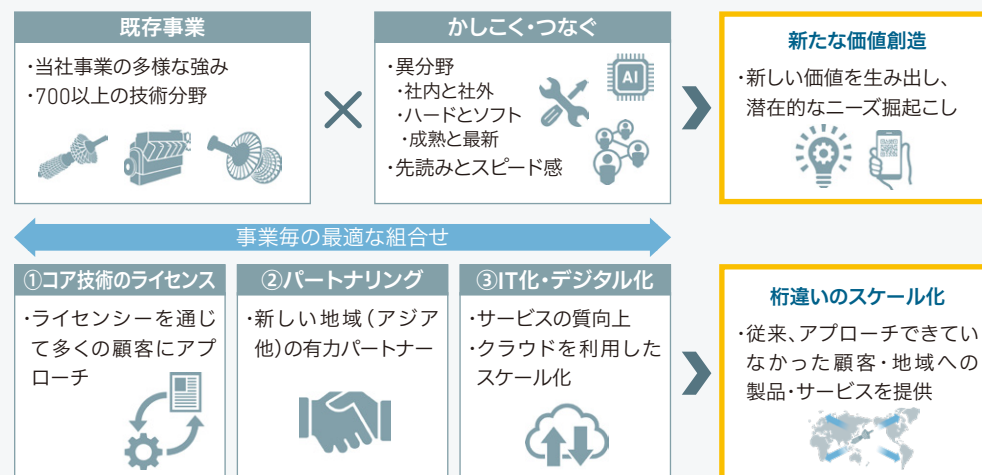 既存事業
・当社事業の多様な強み
・700以上の技術分野
かしこく・つなぐ
・異分野
・社内と社外
・ハードとソフト
・成熟と最新
・先読みとスピード感
AI
新たな価値創造
・新しい価値を生み出し、
潜在的なニーズ掘起こし
事業毎の最適な組合せ
①コア技術のライセンス
・ライセンシーを通じ
て多くの顧客にアプ
ローチ
②パートナリング
・新しい地域（アジア
他）の有力パートナー
③IT化・デジタル化
・サービスの質向上
・クラウドを利用した
スケール化
桁違いのスケール化
・従来、アプローチできてい
なかった顧客・地域への
製品・サービスを提供